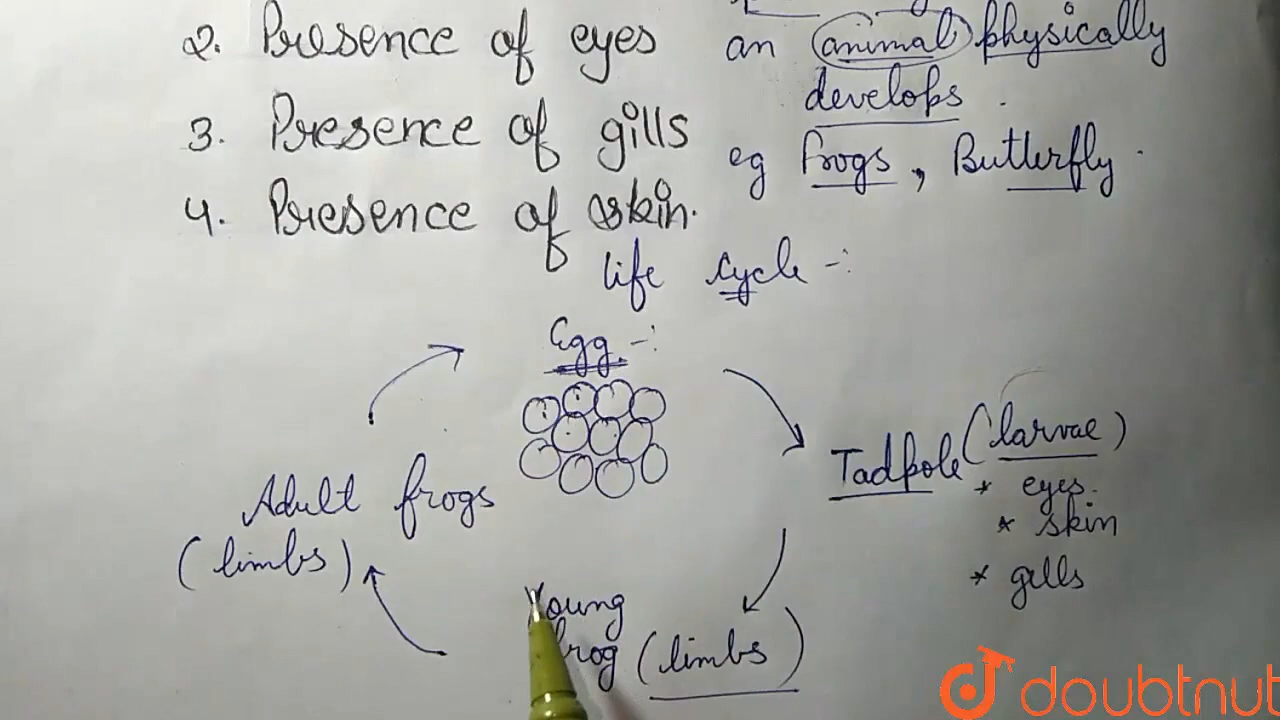 2. Presence of eyes
3. Presence of gills
4. Presence of skin.
an animal physically
develops.
eg frogs, Butterfly.
life cycle -:
Egg -:
Tadpole (larvae)
* eyes.
* skin
* gills
Young
frog (limbs)
Adult frogs
(limbs)
doubtnut